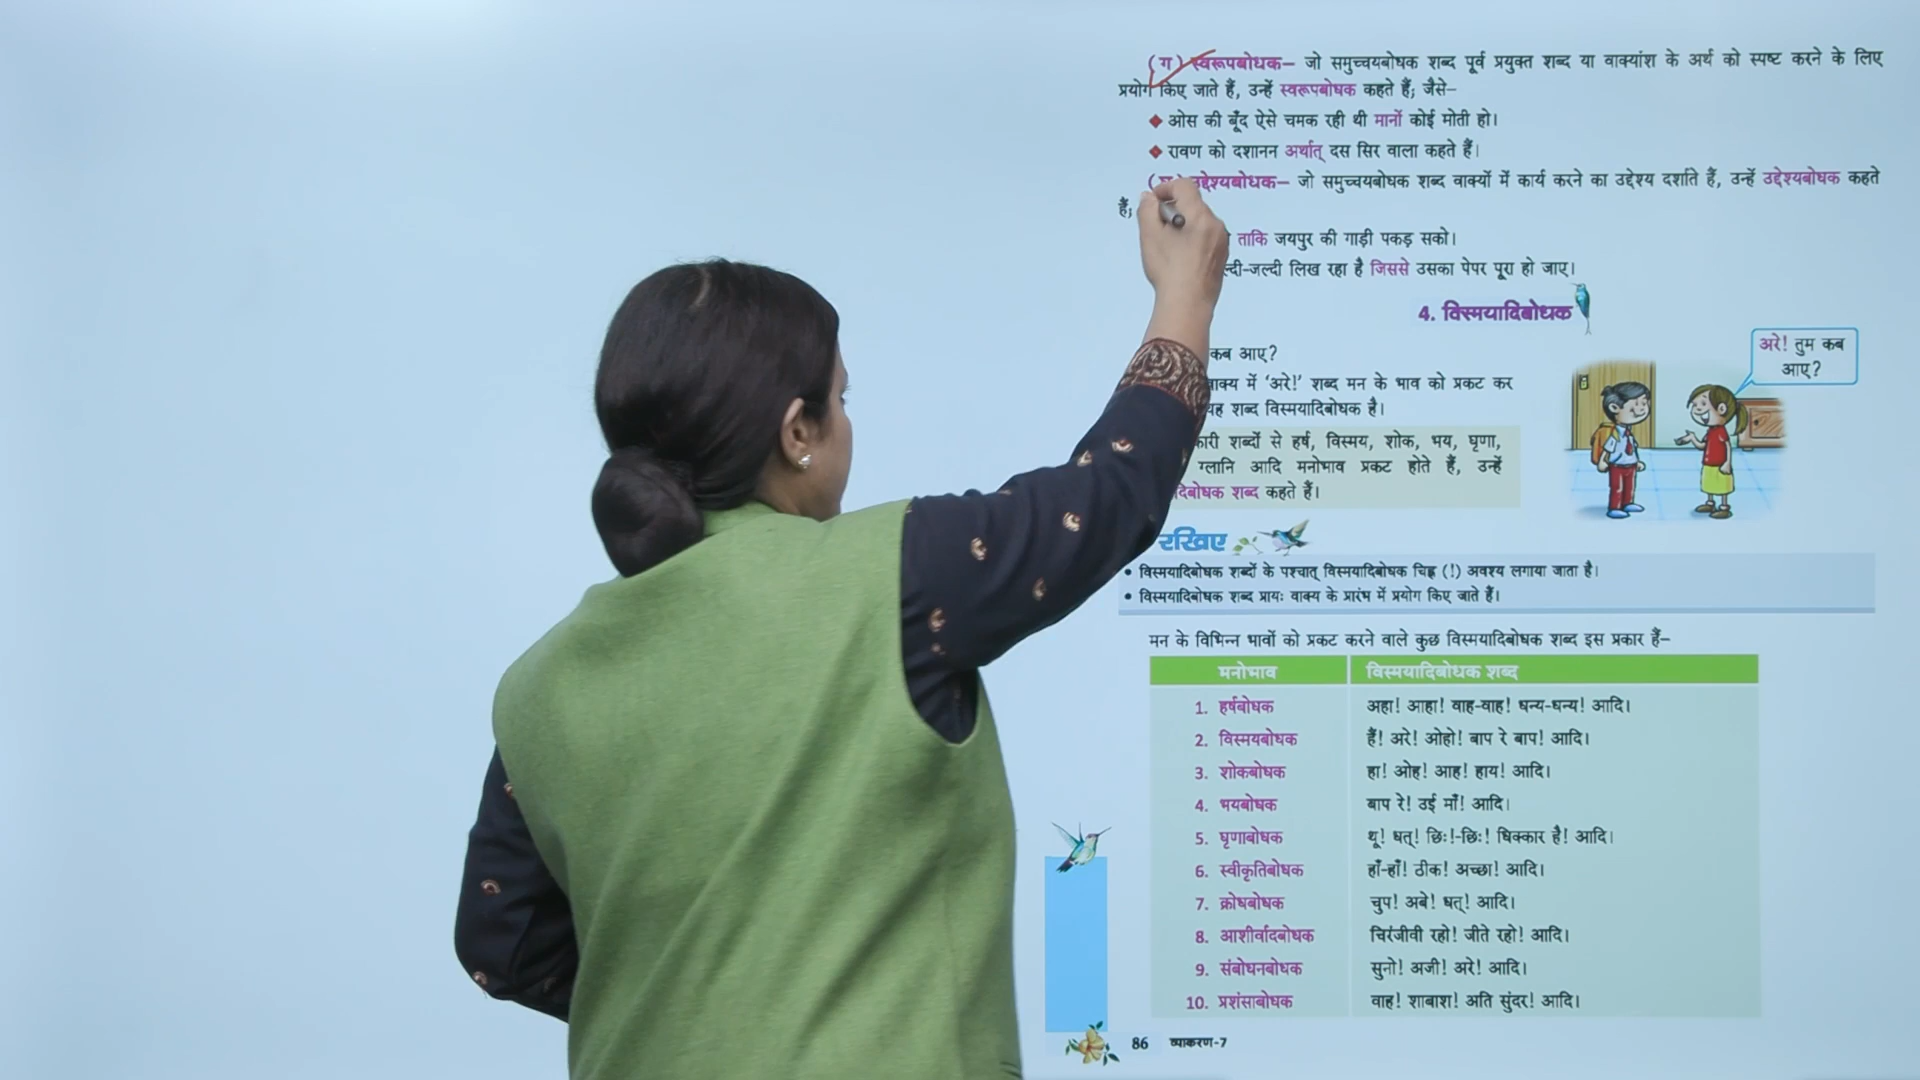 (ग) स्वरूपबोधक– जो समुच्चयबोधक शब्द पूर्व प्रयुक्त शब्द या वाक्यांश के अर्थ को स्पष्ट करने के लिए
प्रयोग किए जाते हैं, उन्हें स्वरूपबोधक कहते हैं; जैसे–
◆ ओस की बूँद ऐसे चमक रही थी मानों कोई मोती हो।
◆ रावण को दशानन अर्थात् दस सिर वाला कहते हैं।
उद्देश्यबोधक– जो समुच्चयबोधक शब्द वाक्यों में कार्य करने का उद्देश्य दर्शाते हैं, उन्हें उद्देश्यबोधक कहते
हैं;
ताकि जयपुर की गाड़ी पकड़ सको।
ल्दी-जल्दी लिख रहा है जिससे उसका पेपर पूरा हो जाए।
4. विस्मयादिबोधक
अरे! तुम कब
आए?
कब आए?
वाक्य में ‘अरे!’ शब्द मन के भाव को प्रकट कर
यह शब्द विस्मयादिबोधक है।
कारी शब्दों से हर्ष, विस्मय, शोक, भय, घृणा,
ग्लानि आदि मनोभाव प्रकट होते हैं, उन्हें
दिबोधक शब्द कहते हैं।
रखिए
• विस्मयादिबोधक शब्दों के पश्चात् विस्मयादिबोधक चिह्न (!) अवश्य लगाया जाता है।
• विस्मयादिबोधक शब्द प्रायः वाक्य के प्रारंभ में प्रयोग किए जाते हैं।
मन के विभिन्न भावों को प्रकट करने वाले कुछ विस्मयादिबोधक शब्द इस प्रकार हैं–
मनोभाव विस्मयादिबोधक शब्द
1. हर्षबोधक अहा! आहा! वाह-वाह! धन्य-धन्य! आदि।
2. विस्मयबोधक हैं! अरे! ओहो! बाप रे बाप! आदि।
3. शोकबोधक हा! ओह! आह! हाय! आदि।
4. भयबोधक बाप रे! उई माँ! आदि।
5. घृणाबोधक थू! धत्! छिः!-छिः! धिक्कार है! आदि।
6. स्वीकृतिबोधक हाँ-हाँ! ठीक! अच्छा! आदि।
7. क्रोधबोधक चुप! अबे! धत्! आदि।
8. आशीर्वादबोधक चिरंजीवी रहो! जीते रहो! आदि।
9. संबोधनबोधक सुनो! अजी! अरे! आदि।
10. प्रशंसाबोधक वाह! शाबाश! अति सुंदर! आदि।
86 व्याकरण-7